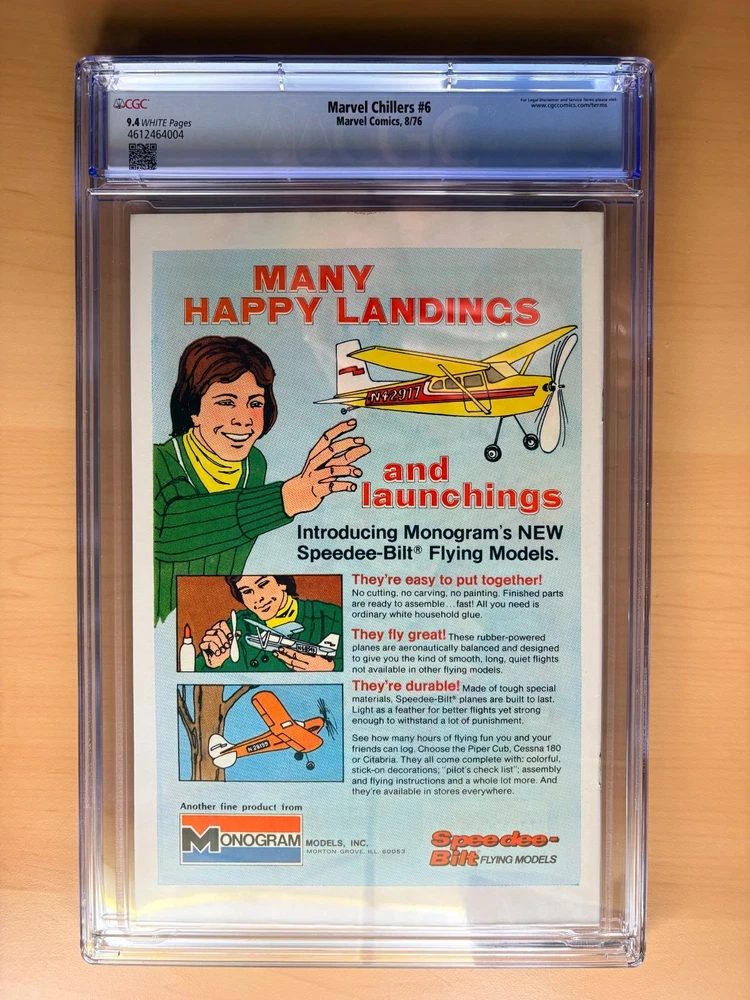 CGC
Marvel Chillers #6
For Legal Disclaimer and Service Terms please visit:
www.cgccomics.com/terms
9.4 WHITE Pages
Marvel Comics, 8/76
4612464004
MANY
HAPPY LANDINGS
N42917
and
launchings
Introducing Monogram's NEW
Speedee-Bilt® Flying Models.
They're easy to put together!
No cutting, no carving, no painting. Finished parts
are ready to assemble...fast! All you need is
ordinary white household glue.
They fly great! These rubber-powered
planes are aeronautically balanced and designed
to give you the kind of smooth, long, quiet flights
not available in other flying models.
They're durable! Made of tough special
materials, Speedee-Bilt® planes are built to last.
Light as a feather for better flights yet strong
enough to withstand a lot of punishment.
See how many hours of flying fun you and your
friends can log. Choose the Piper Cub, Cessna 180
or Citabria. They all come complete with: colorful,
stick-on decorations; "pilot's check list"; assembly
and flying instructions and a whole lot more. And
they're available in stores everywhere.
Another fine product from
MONOGRAM MODELS, INC.
MORTON GROVE, ILL. 60053
Speedee-
Bilt FLYING MODELS